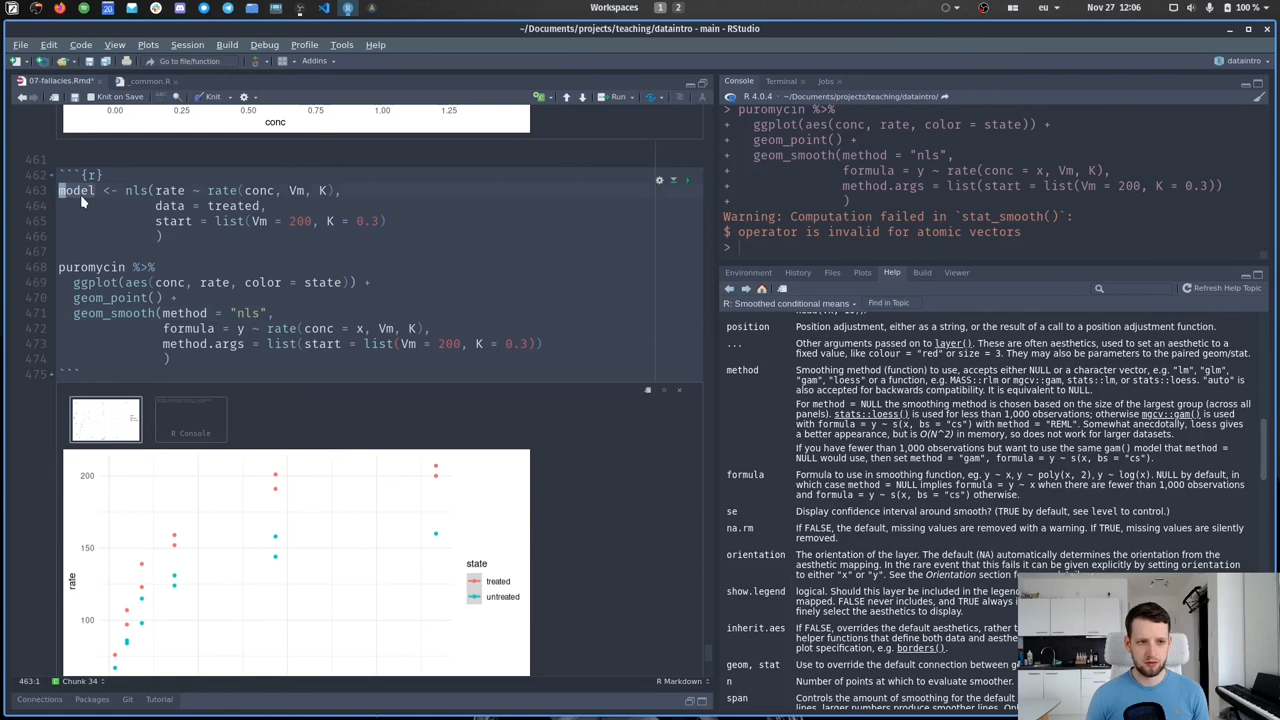 Workspaces 1 2
eu Nov 27 12:06 100 %
~/Documents/projects/teaching/dataintro - main - RStudio
File Edit Code View Plots Session Build Debug Profile Tools Help
Go to file/function Addins dataintro
07-fallacies.Rmd* _common.R
Knit on Save Knit Run
0.00 0.25 0.50 0.75 1.00 1.25
conc
461
462 ```{r}
463 model <- nls(rate ~ rate(conc, Vm, K),
464 data = treated,
465 start = list(Vm = 200, K = 0.3)
466 )
467
468 puromycin %>%
469 ggplot(aes(conc, rate, color = state)) +
470 geom_point() +
471 geom_smooth(method = "nls",
472 formula = y ~ rate(conc = x, Vm, K),
473 method.args = list(start = list(Vm = 200, K = 0.3))
474 )
475 ```
R Console
200
150
100
rate
state
treated
untreated
463:1 Chunk 34 R Markdown
Packages Git Tutorial
Console Terminal Jobs
R 4.0.4 · ~/Documents/projects/teaching/dataintro/
> puromycin %>%
+ ggplot(aes(conc, rate, color = state)) +
+ geom_point() +
+ geom_smooth(method = "nls",
+ formula = y ~ rate(conc = x, Vm, K),
+ method.args = list(start = list(Vm = 200, K = 0.3))
+ )
Warning: Computation failed in `stat_smooth()`:
$ operator is invalid for atomic vectors
>
Environment History Files Plots Help Build Viewer
Refresh Help Topic
R: Smoothed conditional means Find in Topic
position Position adjustment, either as a string, or the result of a call to a position adjustment function.
... Other arguments passed on to layer(). These are often aesthetics, used to set an aesthetic to a
fixed value, like colour = "red" or size = 3. They may also be parameters to the paired geom/stat.
method Smoothing method (function) to use, accepts either NULL or a character vector, e.g. "lm", "glm",
"gam", "loess" or a function, e.g. MASS::rlm or mgcv::gam, stats::lm, or stats::loess. "auto" is
also accepted for backwards compatibility. It is equivalent to NULL.
For method = NULL the smoothing method is chosen based on the size of the largest group (across all
panels). stats::loess() is used for less than 1,000 observations; otherwise mgcv::gam() is used
with formula = y ~ s(x, bs = "cs") with method = "REML". Somewhat anecdotally, loess gives
a better appearance, but is O(N^2) in memory, so does not work for larger datasets.
If you have fewer than 1,000 observations but want to use the same gam() model that method =
NULL would use, then set method = "gam", formula = y ~ s(x, bs = "cs").
formula Formula to use in smoothing function, eg. y ~ x, y ~ poly(x, 2), y ~ log(x). NULL by default, in
which case method = NULL implies formula = y ~ x when there are fewer than 1,000 observations
and formula = y ~ s(x, bs = "cs") otherwise.
se Display confidence interval around smooth? (TRUE by default, see level to control.)
na.rm If FALSE, the default, missing values are removed with a warning. If TRUE, missing values are silently
removed.
orientation The orientation of the layer. The default (NA) automatically determines the orientation from the
aesthetic mapping. In the rare event that this fails it can be given explicitly by setting orientation
to either "x" or "y". See the Orientation section for
show.legend logical. Should this layer be included in the legend
mapped. FALSE never includes, and TRUE always i
finely select the aesthetics to display.
inherit.aes If FALSE, overrides the default aesthetics, rather t
helper functions that define both data and aesthe
plot specification, e.g. borders().
geom, stat Use to override the default connection between g
n Number of points at which to evaluate smoother.
span Controls the amount of smoothing for the default